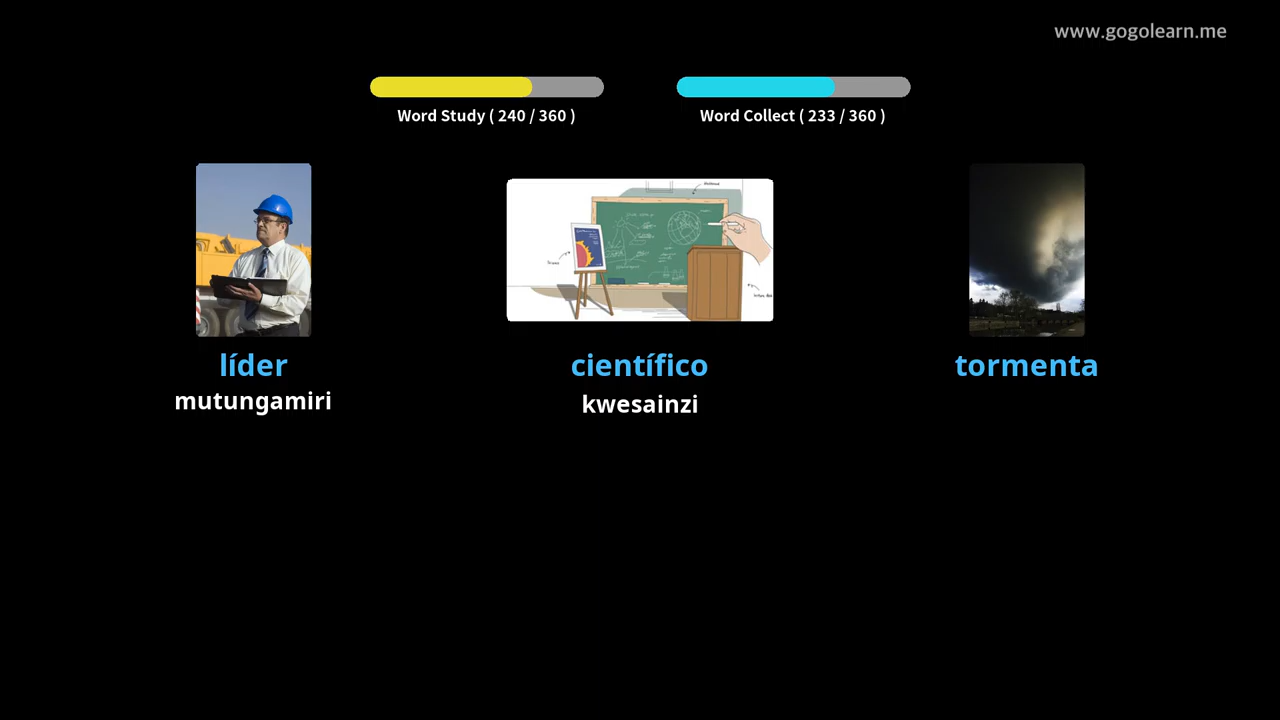 www.gogolearn.me
Word Study ( 240 / 360 )
Word Collect ( 233 / 360 )
líder
mutungamiri
científico
kwesainzi
tormenta